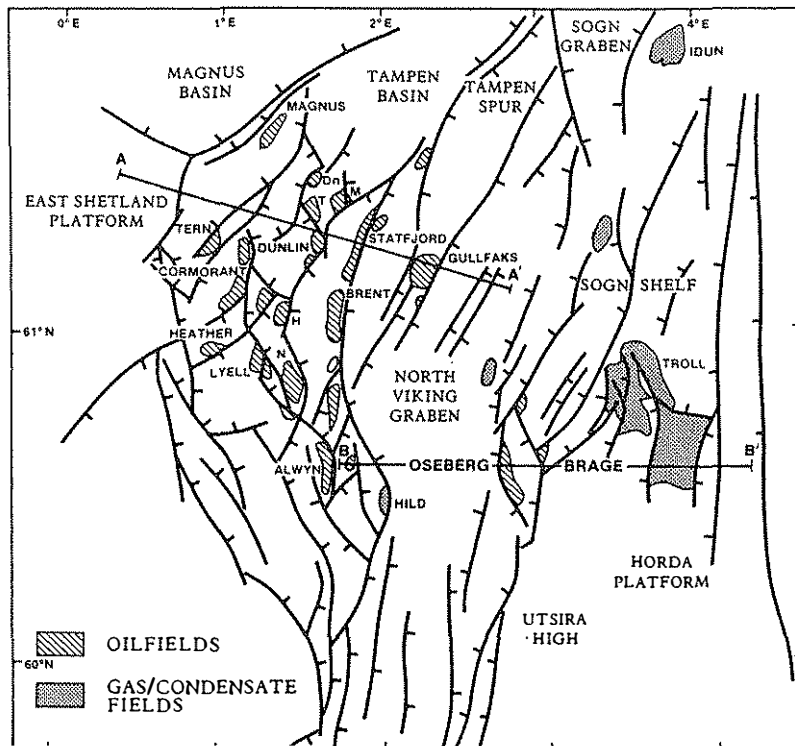 0°E
1°E
2°E
3°E
4°E
SOGN
GRABEN
IDUN
MAGNUS
BASIN
TAMPEN
BASIN
TAMPEN
SPUR
MAGNUS
A
Dn
T
M
EAST SHETLAND
PLATFORM
TERN
DUNLIN
STATFJORD
GULLFAKS
A'
CORMORANT
BRENT
SOGN SHELF
H
61°N
HEATHER
N
LYELL
NORTH
VIKING
GRABEN
TROLL
ALWYN
B
OSEBERG
BRAGE
B'
HILD
HORDA
PLATFORM
UTSIRA
HIGH
OILFIELDS
60°N
GAS/CONDENSATE
FIELDS